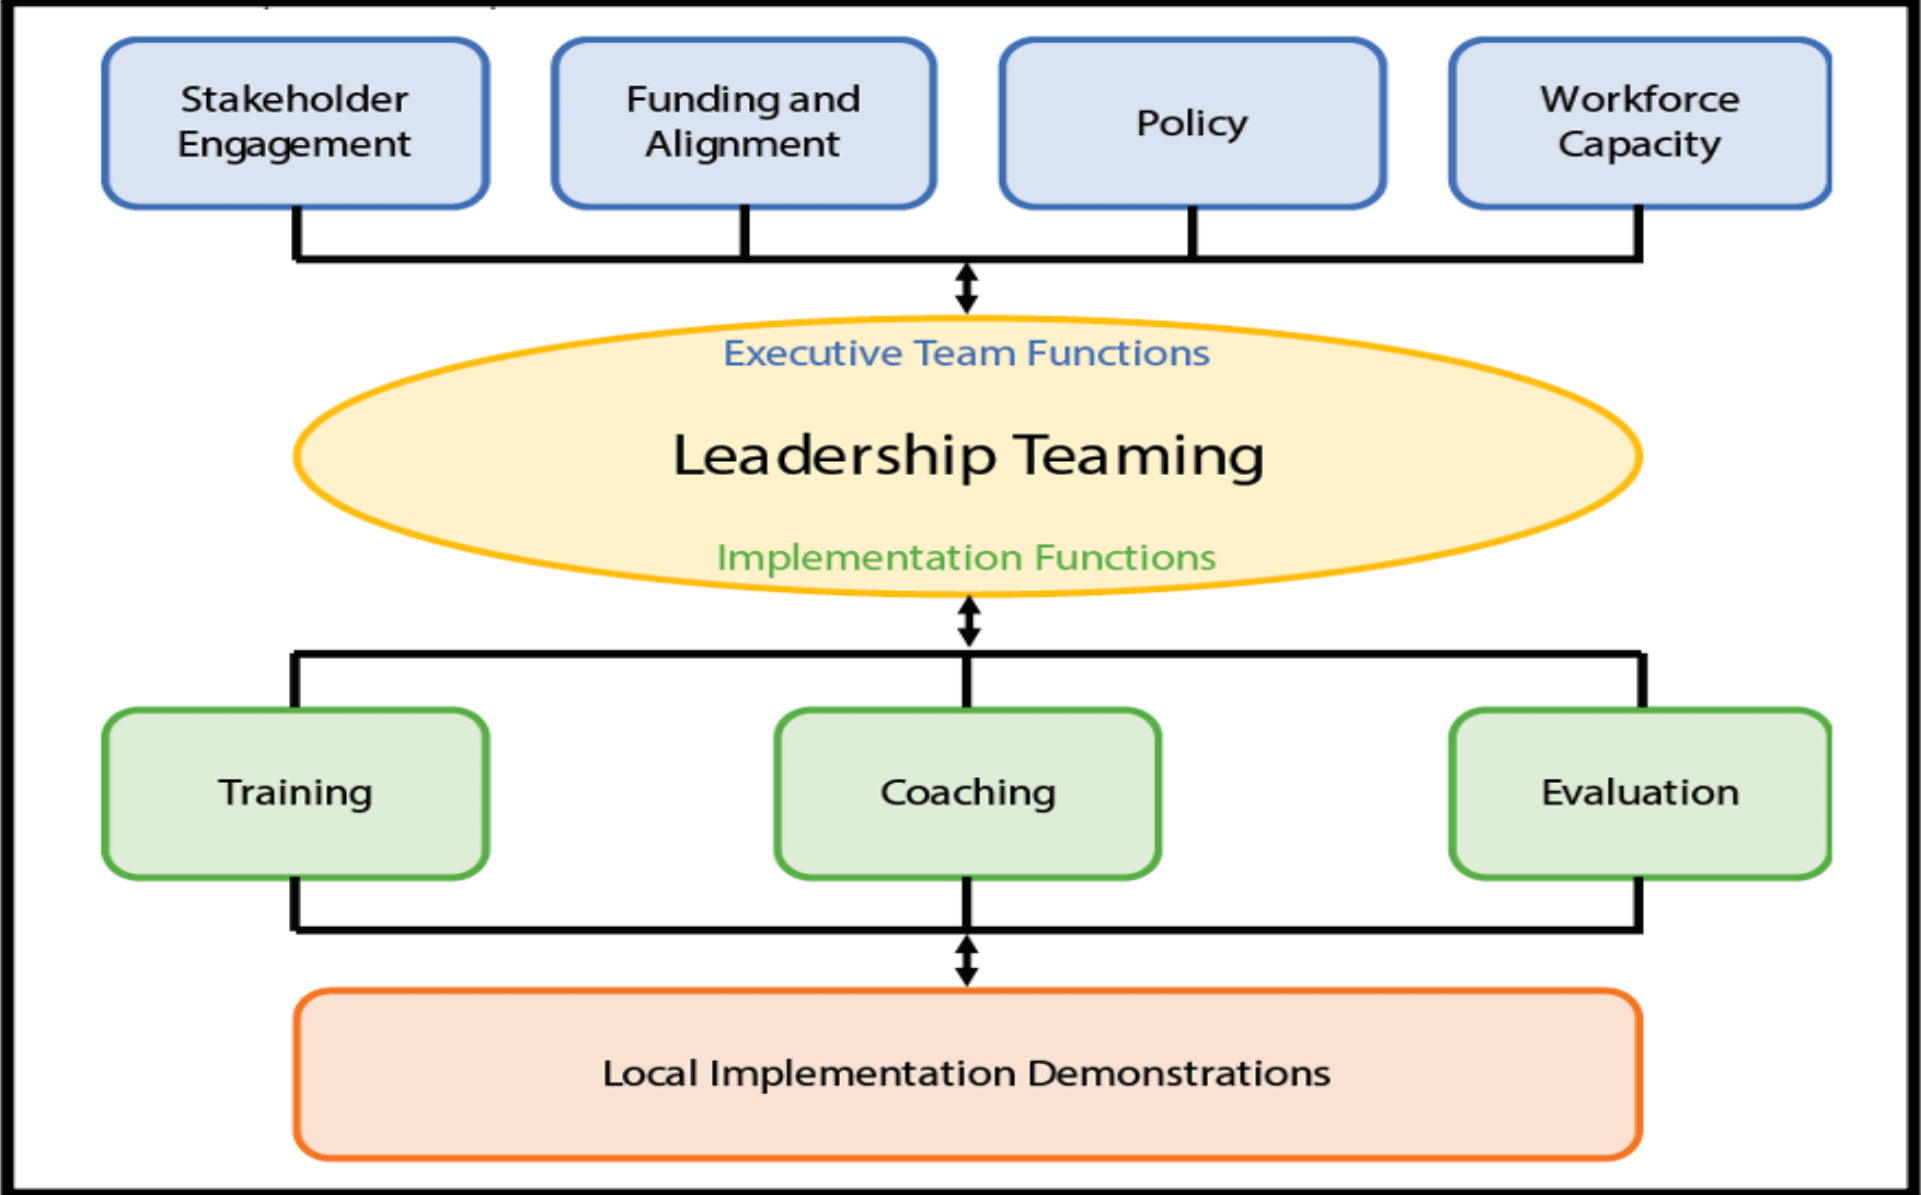 Stakeholder
Engagement
Funding and
Alignment
Policy
Workforce
Capacity
Executive Team Functions
Leadership Teaming
Implementation Functions
Training
Coaching
Evaluation
Local Implementation Demonstrations